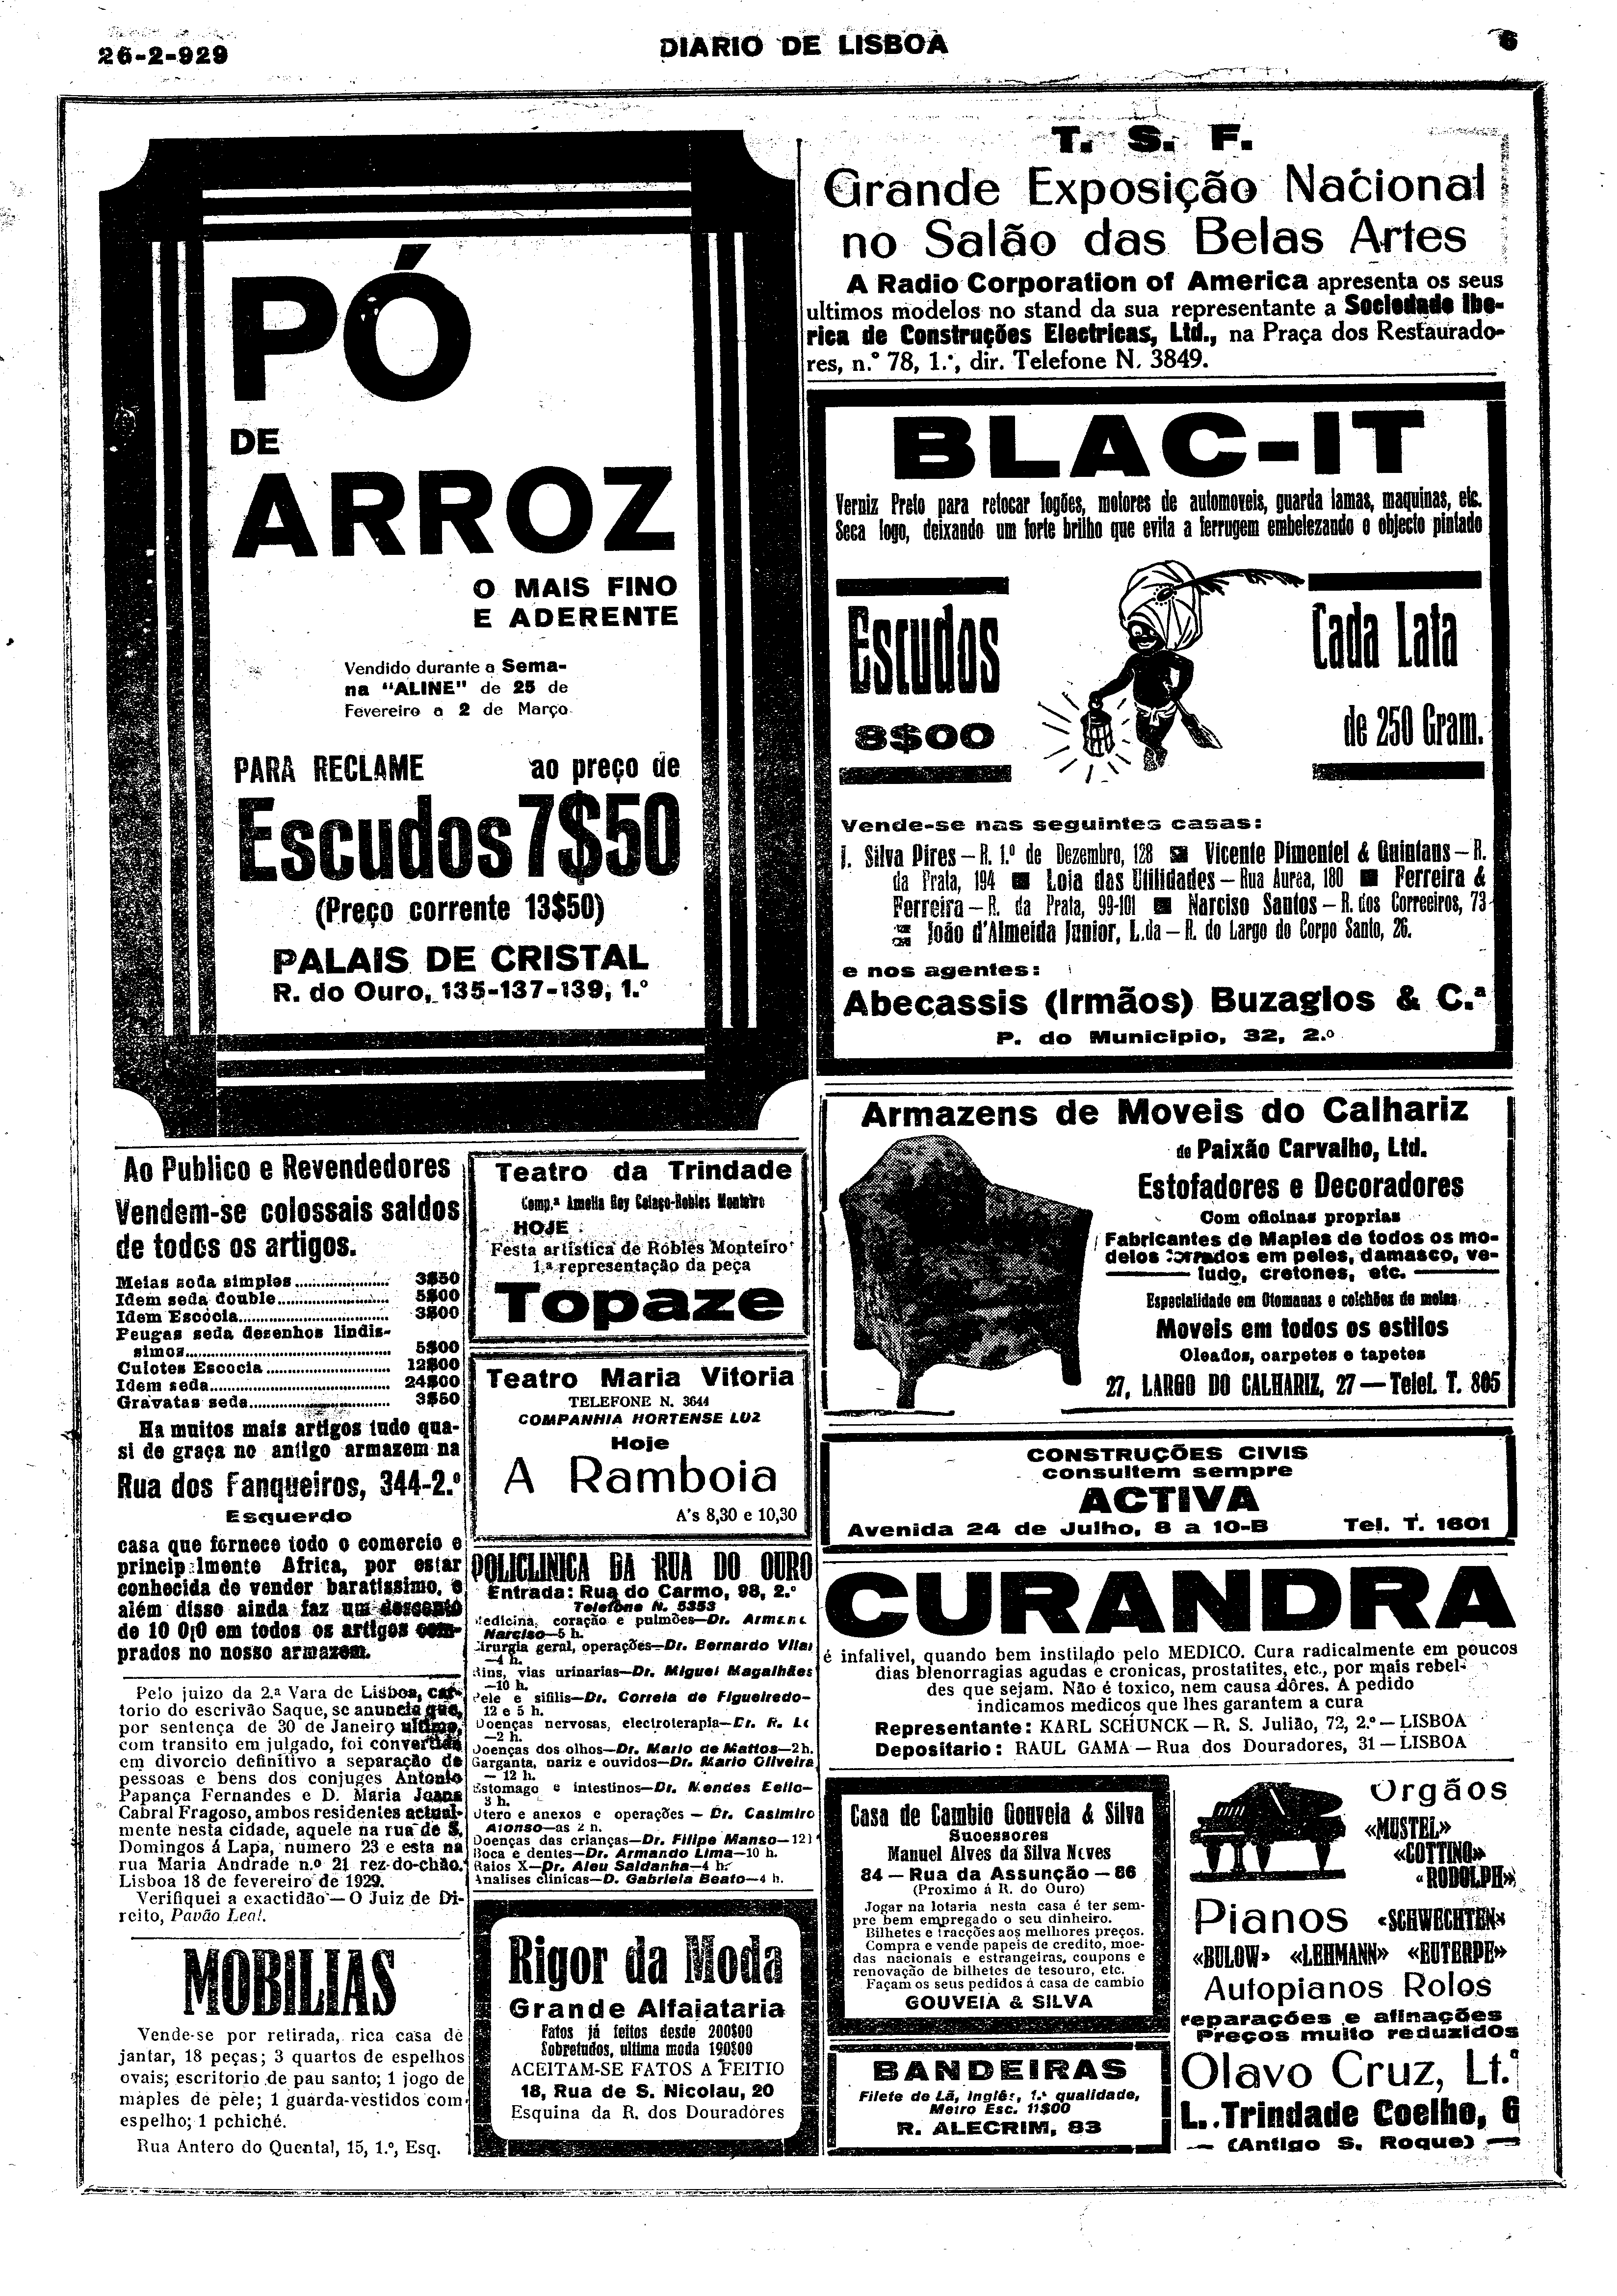 26-2-929
DIARIO DE LISBOA
6
PÓ
DE
ARROZ
O MAIS FINO
E ADERENTE
Vendido durante a Sema-
na "ALINE" de 25 de
Fevereiro a 2 de Março
PARA RECLAME ao preço de
Escudos 7$50
(Preço corrente 13$50)
PALAIS DE CRISTAL
R. do Ouro, 135-137-139, 1.º
T. S. F.
Grande Exposição Nacional
no Salão das Belas Artes
A Radio Corporation of America apresenta os seus
ultimos modelos no stand da sua representante a Sociedade Ibe-
rica de Construções Electricas, Ltd., na Praça dos Restaurado-
res, n.º 78, 1.º, dir. Telefone N. 3849.
BLAC-IT
Verniz Preto para retocar fogões, motores de automoveis, guarda lamas, maquinas, etc.
Seca logo, deixando um forte brilho que evita a ferrugem embelezando o objecto pintado
Escudos
8$00
Cada Lata
de 250 Gram.
Vende-se nas seguintes casas:
J. Silva Pires — R. 1.º de Dezembro, 128 Vicente Pimentel & Quintans — R.
da Prata, 194 Loja das Utilidades — Rua Aurea, 180 Ferreira &
Ferreira — R. da Prata, 99-101 Narciso Santos — R. dos Correeiros, 73
João d'Almeida Junior, L.da — R. do Largo do Corpo Santo, 26.
e nos agentes:
Abecassis (Irmãos) Buzaglos & C.ª
P. do Municipio, 32, 2.º
Armazens de Moveis do Calhariz
de Paixão Carvalho, Ltd.
Estofadores e Decoradores
Com oficinas proprias
Fabricantes de Maples de todos os mo-
delos forrados em peles, damasco, ve-
ludo, cretones, etc.
Especialidade em Otomanas e colchões de molas
Moveis em todos os estilos
Oleados, carpetes e tapetes
27, LARGO DO CALHARIZ, 27 — Telef. T. 805
CONSTRUÇÕES CIVIS
consultem sempre
ACTIVA
Avenida 24 de Julho, 8 a 10-B Tel. T. 1601
CURANDRA
é infalivel, quando bem instilado pelo MEDICO. Cura radicalmente em poucos
dias blenorragias agudas e cronicas, prostatites, etc., por mais rebel-
des que sejam. Não é toxico, nem causa dôres. A pedido
indicamos medicos que lhes garantem a cura
Representante: KARL SCHUNCK — R. S. Julião, 72, 2.º — LISBOA
Depositario: RAUL GAMA — Rua dos Douradores, 31 — LISBOA
Ao Publico e Revendedores
Vendem-se colossais saldos
de todos os artigos.
Meias seda simples 3$50
Idem seda double 5$00
Idem Escocia 3$00
Peugas seda desenhos lindis-
simos 5$00
Culotes Escocia 12$00
Idem seda 24$00
Gravatas seda 3$50
Ha muitos mais artigos tudo qua-
si de graça no antigo armazem na
Rua dos Fanqueiros, 344-2.º
Esquerdo
casa que fornece todo o comercio e
principalmente Africa, por estar
conhecida de vender baratissimo, e
além disso ainda faz um desconto
de 10 0|0 em todos os artigos com-
prados no nosso armazem.
Pelo juizo da 2.ª Vara de Lisboa, car-
torio do escrivão Saque, se anuncia que,
por sentença de 30 de Janeiro ultimo,
com transito em julgado, foi convertida
em divorcio definitivo a separação de
pessoas e bens dos conjuges Antonio
Papança Fernandes e D. Maria Joana
Cabral Fragoso, ambos residentes actual-
mente nesta cidade, aquele na rua de S.
Domingos á Lapa, numero 23 e esta na
rua Maria Andrade n.º 21 rez-do-chão.
Lisboa 18 de fevereiro de 1929.
Verifiquei a exactidão — O Juiz de Di-
reito, Pavão Leal.
MOBILIAS
Vende-se por retirada, rica casa de
jantar, 18 peças; 3 quartos de espelhos
ovais; escritorio de pau santo; 1 jogo de
maples de pele; 1 guarda-vestidos com
espelho; 1 pchiché.
Rua Antero do Quental, 15, 1.º, Esq.
Teatro da Trindade
Comp.ª Amelia Rey Colaço-Robles Monteiro
HOJE
Festa artistica de Robles Monteiro
1.ª representação da peça
Topaze
Teatro Maria Vitoria
TELEFONE N. 3644
COMPANHIA HORTENSE LUZ
Hoje
A Ramboia
A's 8,30 e 10,30
POLICLINICA DA RUA DO OURO
Entrada: Rua do Carmo, 98, 2.º
Telefone N. 5353
Medicina, coração e pulmões—Dr. Armenc
Narciso—5 h.
Cirurgia geral, operações—Dr. Bernardo Vilar
—4 h.
Rins, vias urinarias—Dr. Miguel Magalhães
—10 h.
Pele e sifilis—Dr. Correia de Figueiredo—
12 e 5 h.
Doenças nervosas, electroterapia—Dr. R. L
—2 h.
Doenças dos olhos—Dr. Mario de Mattos—2 h.
Garganta, nariz e ouvidos—Dr. Mario Oliveira
— 12 h.
Estomago e intestinos—Dr. Mendes Bello—
3 h.
Utero e anexos e operações — Dr. Casimiro
Afonso—as 2 h.
Doenças das crianças—Dr. Filipe Manso—12 h
Boca e dentes—Dr. Armando Lima—10 h.
Raios X—Dr. Aleu Saldanha—4 h.
Analises clinicas—D. Gabriela Beato—4 h.
Rigor da Moda
Grande Alfaiataria
Fatos já feitos desde 200$00
Sobretudos, ultima moda 190$00
ACEITAM-SE FATOS A FEITIO
18, Rua de S. Nicolau, 20
Esquina da R. dos Douradores
Casa de Cambio Gouveia & Silva
Sucessores
Manuel Alves da Silva Neves
84 — Rua da Assunção — 86
(Proximo á R. do Ouro)
Jogar na lotaria nesta casa é ter sem-
pre bem empregado o seu dinheiro.
Bilhetes e fracções aos melhores preços.
Compra e vende papeis de credito, moe-
das nacionais e estrangeiras, coupons e
renovação de bilhetes de tesouro, etc.
Façam os seus pedidos á casa de cambio
GOUVEIA & SILVA
BANDEIRAS
Filete de Lã, Inglês, 1.ª qualidade,
Metro Esc. 11$00
R. ALECRIM, 83
Orgãos
«MUSTEL»
«COTTINO»
«RODOLPH»
Pianos «SCHWECHTEN»
«BULOW» «LEHMANN» «EUTERPE»
Autopianos Rolos
reparações e afinações
Preços muito reduzidos
Olavo Cruz, Lt.ª
L. Trindade Coelho, 6
— (Antigo S. Roque) —